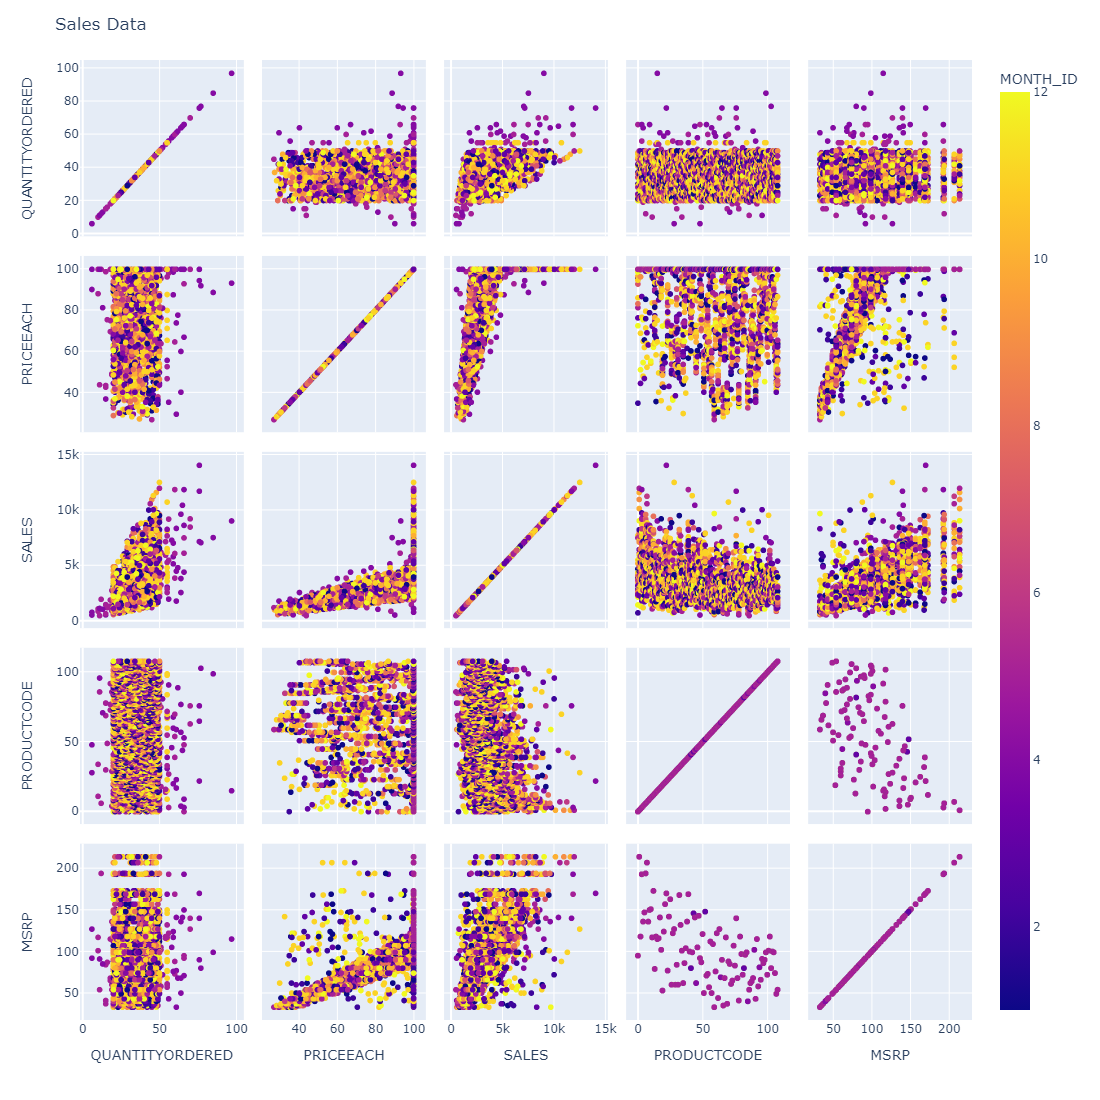 Sales Data
MONTH_ID
12
10
8
6
4
2
QUANTITYORDERED
100
80
60
40
20
0
PRICEEACH
100
80
60
40
SALES
15k
10k
5k
0
PRODUCTCODE
100
50
0
MSRP
200
150
100
50
0 50 100
40 60 80 100
0 5k 10k 15k
0 50 100
50 100 150 200
QUANTITYORDERED PRICEEACH SALES PRODUCTCODE MSRP